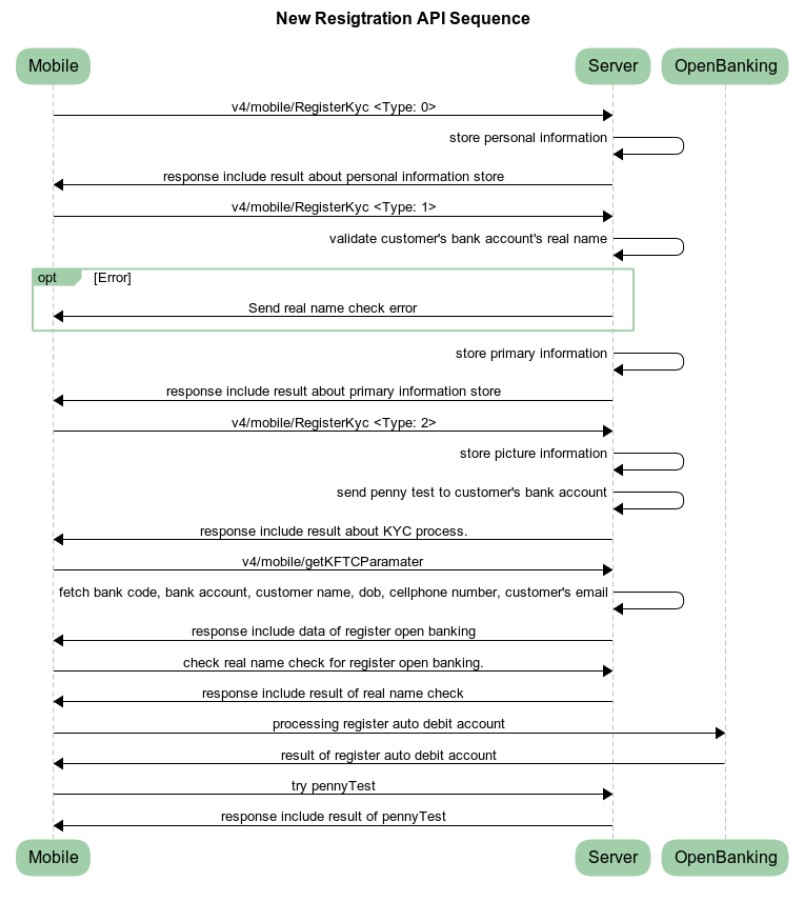 New Resigtration API Sequence
Mobile Server OpenBanking
v4/mobile/RegisterKyc <Type: 0>
store personal information
response include result about personal information store
v4/mobile/RegisterKyc <Type: 1>
validate customer's bank account's real name
opt [Error]
Send real name check error
store primary information
response include result about primary information store
v4/mobile/RegisterKyc <Type: 2>
store picture information
send penny test to customer's bank account
response include result about KYC process.
v4/mobile/getKFTCParamater
fetch bank code, bank account, customer name, dob, cellphone number, customer's email
response include data of register open banking
check real name check for register open banking.
response include result of real name check
processing register auto debit account
result of register auto debit account
try pennyTest
response include result of pennyTest
Mobile Server OpenBanking